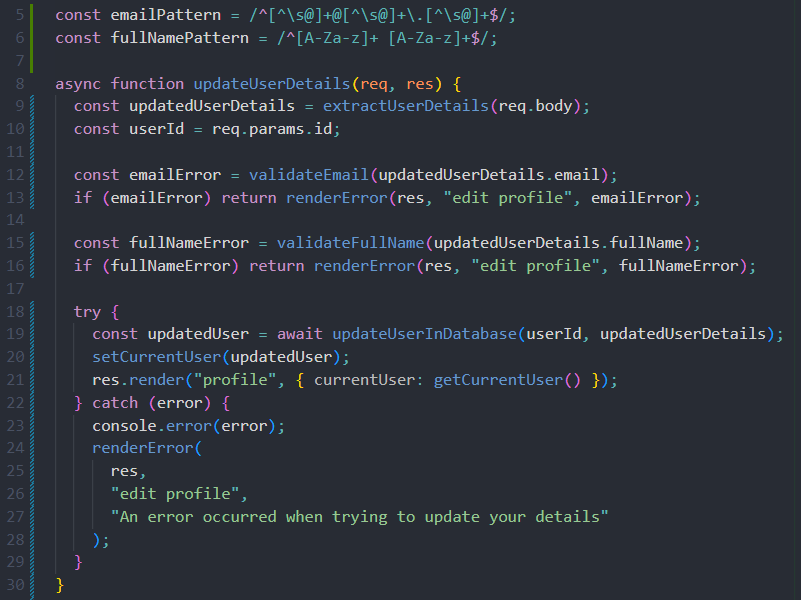 5 const emailPattern = /^[^\s@]+@[^\s@]+\.[^\s@]+$/;
6 const fullNamePattern = /^[A-Za-z]+ [A-Za-z]+$/;
7
8 async function updateUserDetails(req, res) {
9   const updatedUserDetails = extractUserDetails(req.body);
10   const userId = req.params.id;
11
12   const emailError = validateEmail(updatedUserDetails.email);
13   if (emailError) return renderError(res, "edit profile", emailError);
14
15   const fullNameError = validateFullName(updatedUserDetails.fullName);
16   if (fullNameError) return renderError(res, "edit profile", fullNameError);
17
18   try {
19     const updatedUser = await updateUserInDatabase(userId, updatedUserDetails);
20     setCurrentUser(updatedUser);
21     res.render("profile", { currentUser: getCurrentUser() });
22   } catch (error) {
23     console.error(error);
24     renderError(
25       res,
26       "edit profile",
27       "An error occurred when trying to update your details"
28     );
29   }
30 }